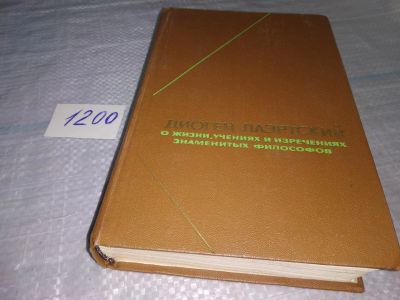 1200
ДИОГЕН ЛАЭРТСКИЙ
О ЖИЗНИ, УЧЕНИЯХ И ИЗРЕЧЕНИЯХ
ЗНАМЕНИТЫХ ФИЛОСОФОВ